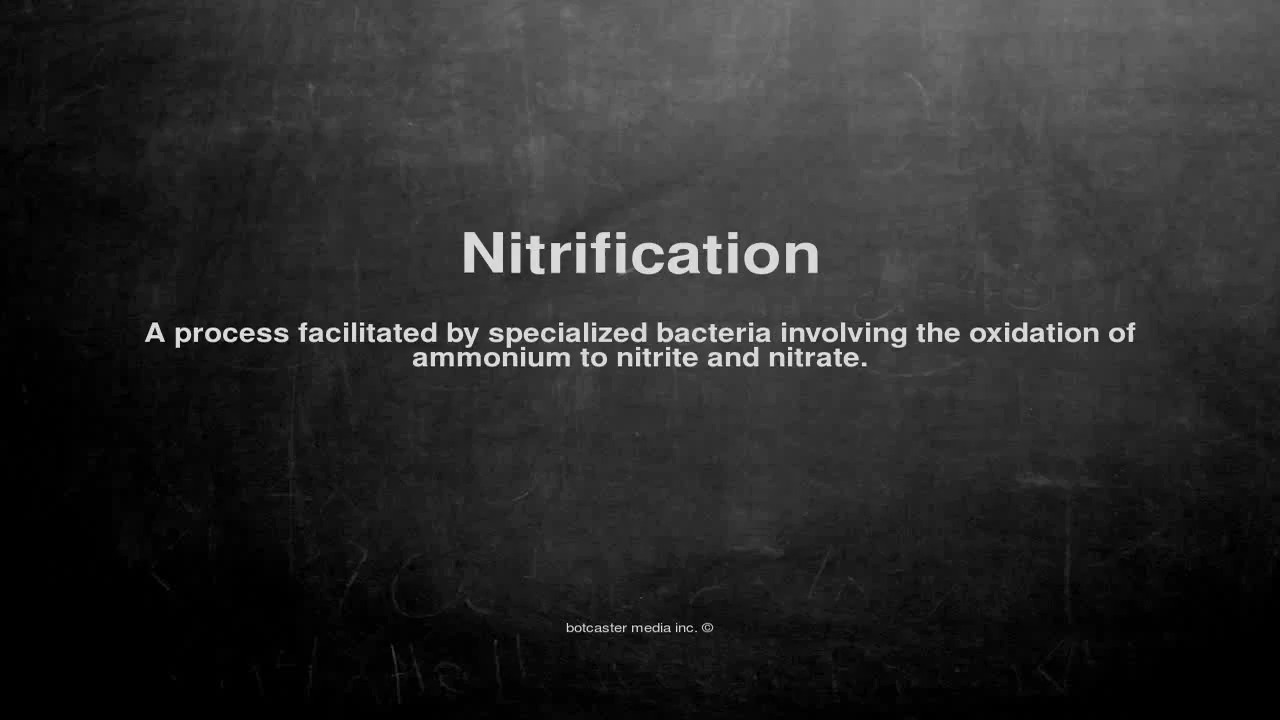 Nitrification
A process facilitated by specialized bacteria involving the oxidation of
ammonium to nitrite and nitrate.
botcaster media inc. ©